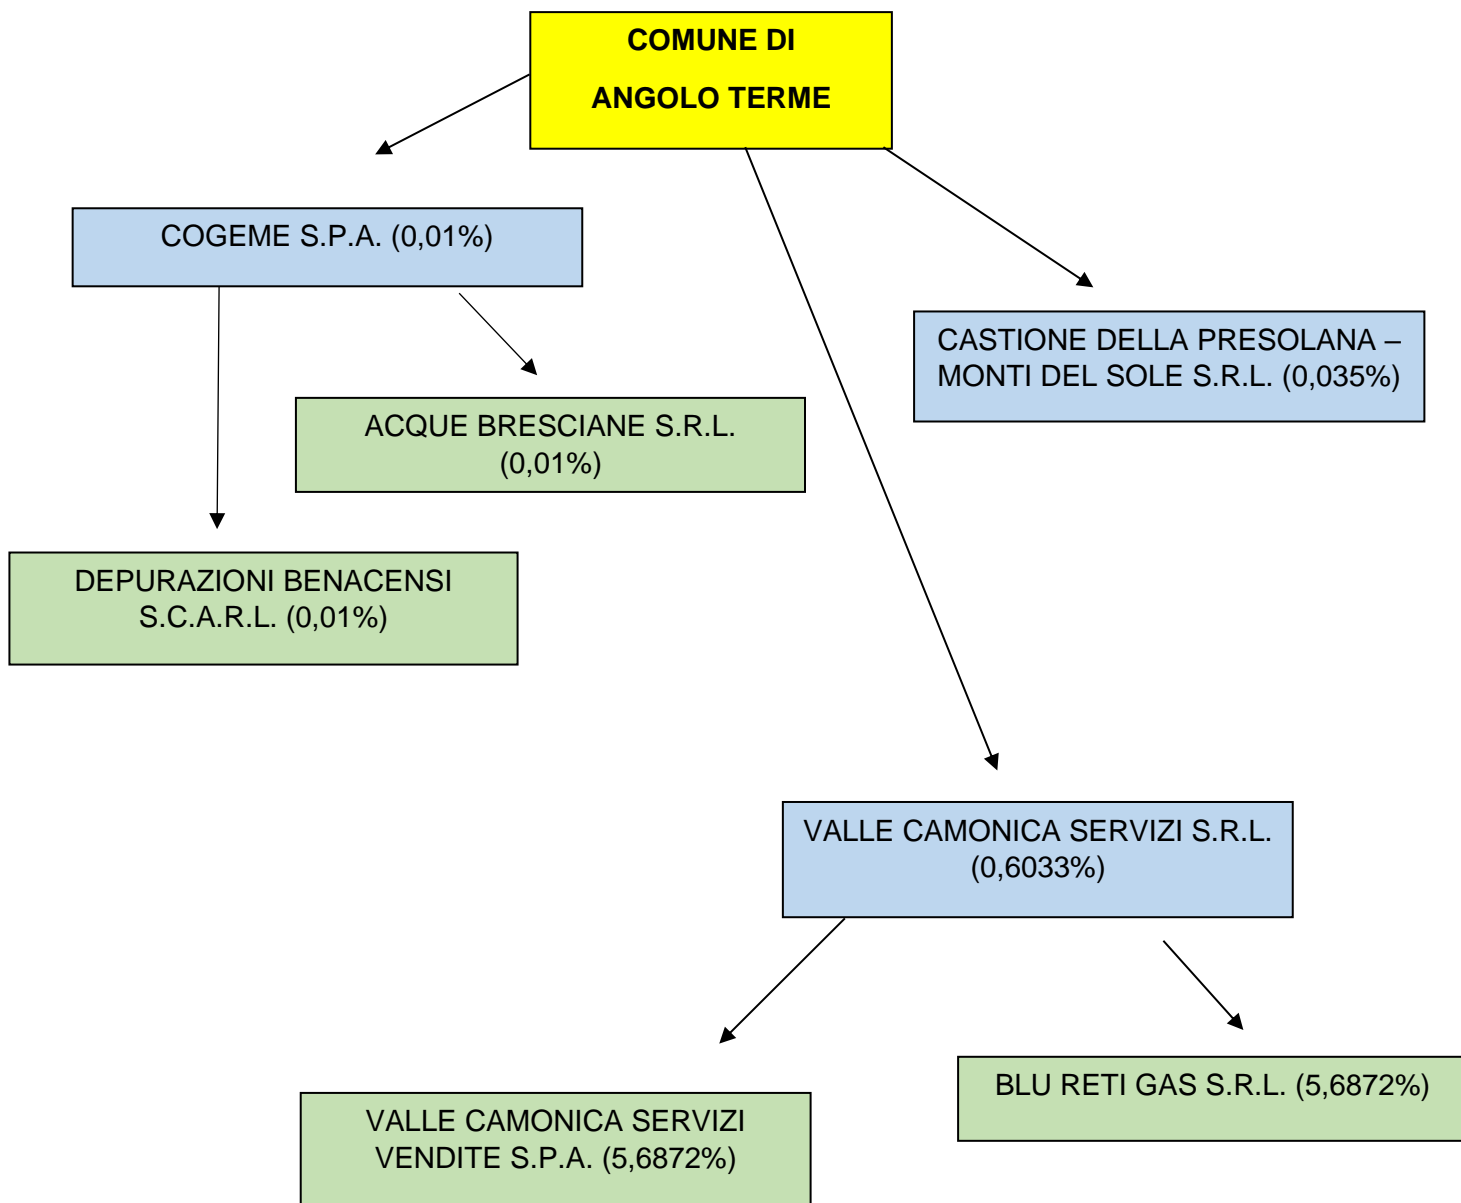 COMUNE DI
ANGOLO TERME
COGEME S.P.A. (0,01%)
CASTIONE DELLA PRESOLANA –
MONTI DEL SOLE S.R.L. (0,035%)
ACQUE BRESCIANE S.R.L.
(0,01%)
DEPURAZIONI BENACENSI
S.C.A.R.L. (0,01%)
VALLE CAMONICA SERVIZI S.R.L.
(0,6033%)
BLU RETI GAS S.R.L. (5,6872%)
VALLE CAMONICA SERVIZI
VENDITE S.P.A. (5,6872%)